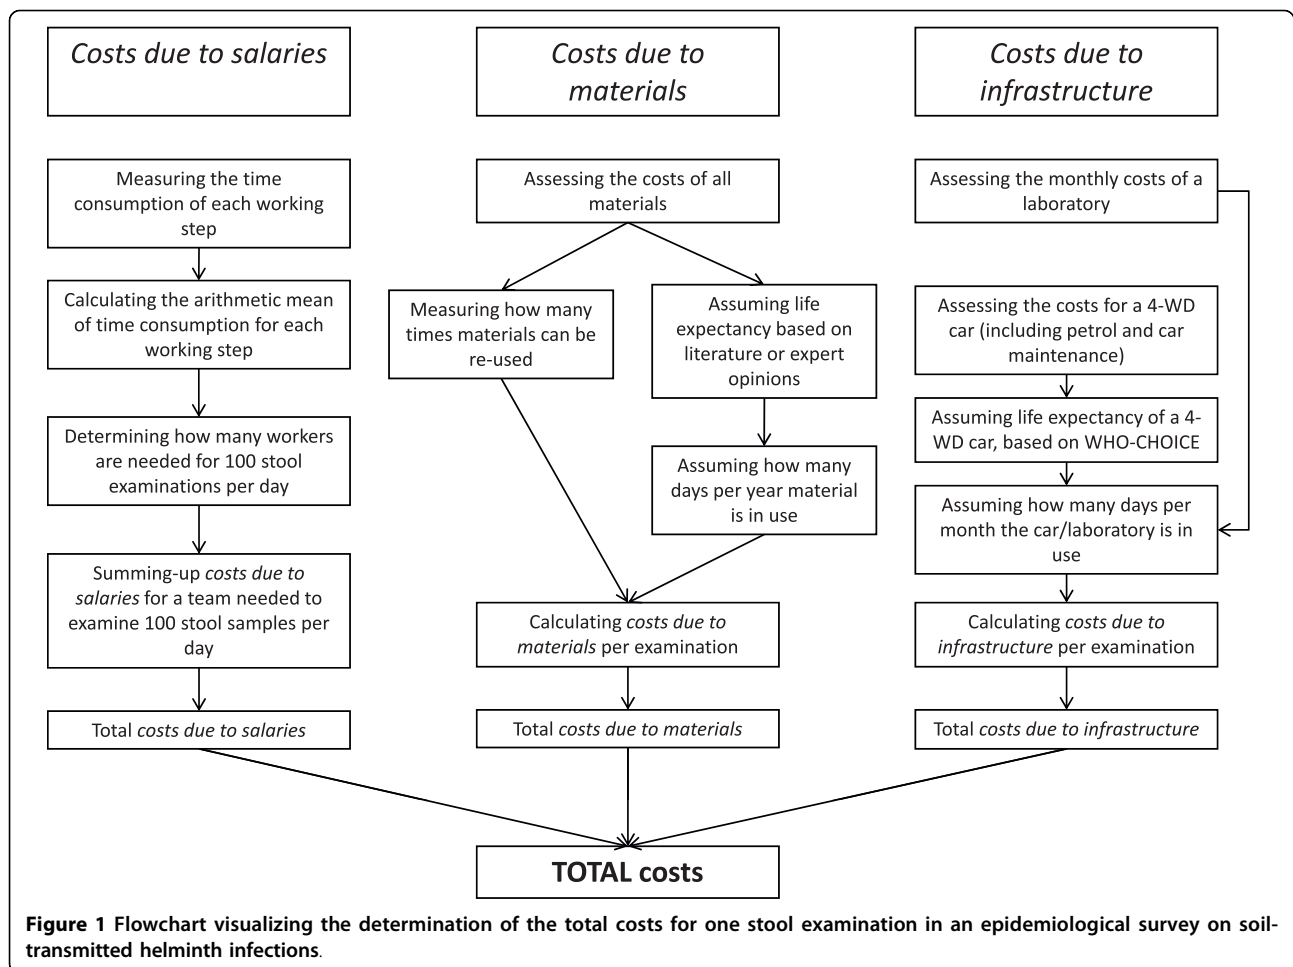 Costs due to salaries
Measuring the time
consumption of each working
step
Calculating the arithmetic mean
of time consumption for each
working step
Determining how many workers
are needed for 100 stool
examinations per day
Summing-up costs due to
salaries for a team needed to
examine 100 stool samples per
day
Total costs due to salaries
Costs due to
materials
Assessing the costs of all
materials
Measuring how many
times materials can be
re-used
Assuming life
expectancy based on
literature or expert
opinions
Assuming how many
days per year material
is in use
Calculating costs due to
materials per examination
Total costs due to materials
Costs due to
infrastructure
Assessing the monthly costs of a
laboratory
Assessing the costs for a 4-WD
car (including petrol and car
maintenance)
Assuming life expectancy of a 4-
WD car, based on WHO-CHOICE
Assuming how many days per
month the car/laboratory is in
use
Calculating costs due to
infrastructure per examination
Total costs due to infrastructure
TOTAL costs
Figure 1 Flowchart visualizing the determination of the total costs for one stool examination in an epidemiological survey on soil-
transmitted helminth infections.